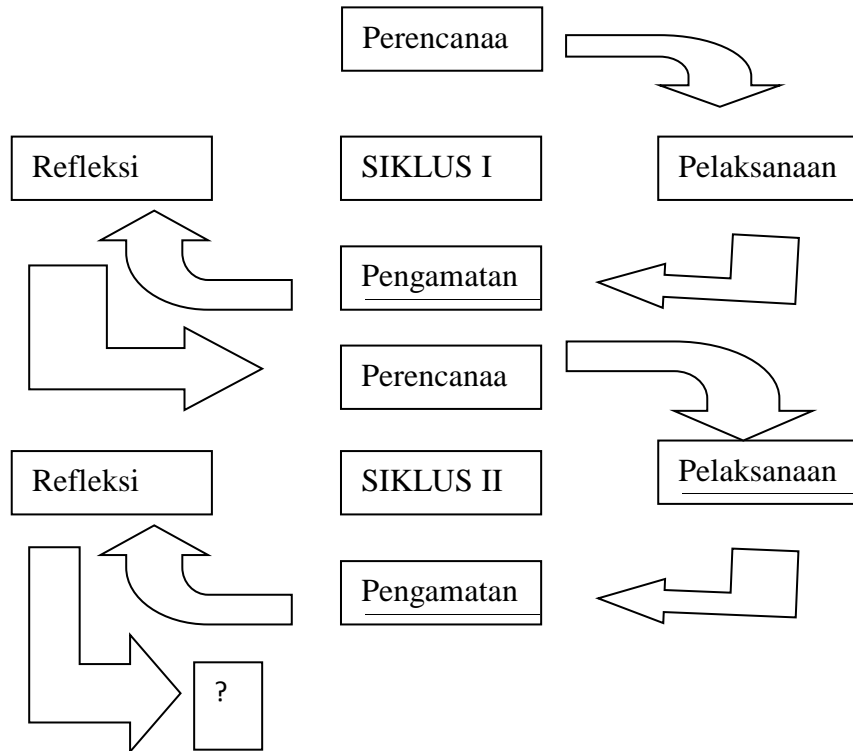 Perencanaa
Refleksi
SIKLUS I
Pelaksanaan
Pengamatan
Perencanaa
Refleksi
SIKLUS II
Pelaksanaan
Pengamatan
?